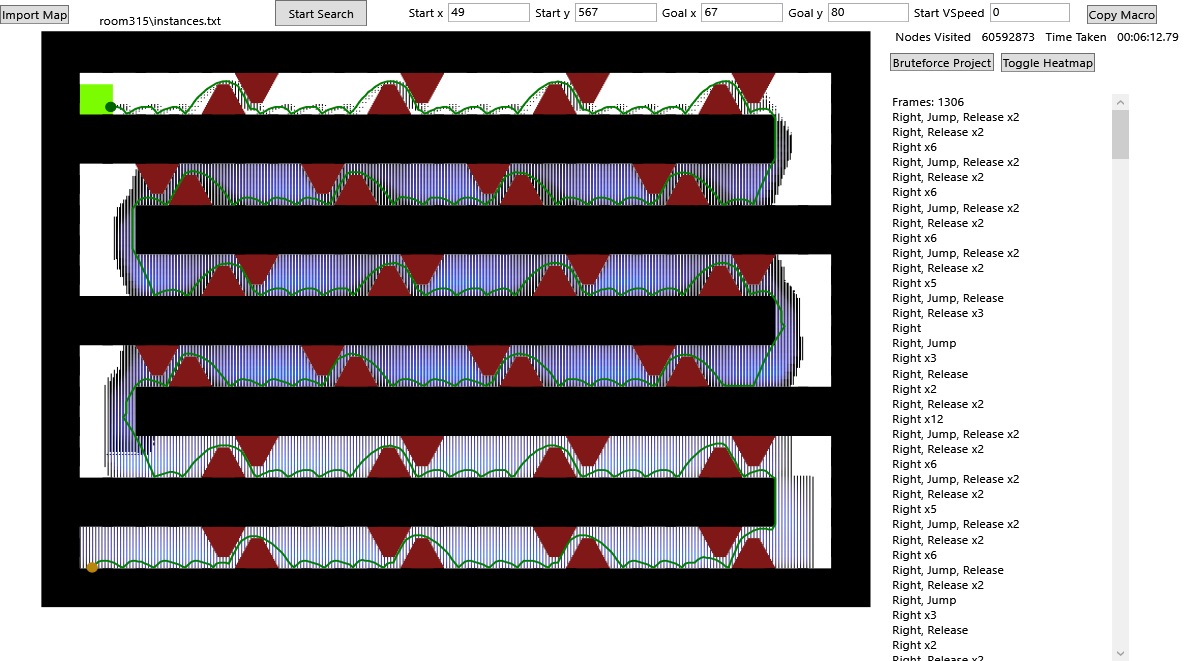 Import Map room315\instances.txt Start Search Start x 49 Start y 567 Goal x 67 Goal y 80 Start VSpeed 0 Copy Macro
Nodes Visited 60592873 Time Taken 00:06:12.79
Bruteforce Project Toggle Heatmap
Frames: 1306
Right, Jump, Release x2
Right, Release x2
Right x6
Right, Jump, Release x2
Right, Release x2
Right x6
Right, Jump, Release x2
Right, Release x2
Right x6
Right, Jump, Release x2
Right, Release x2
Right x5
Right, Jump, Release
Right, Release x3
Right
Right, Jump
Right x3
Right, Release
Right x2
Right, Release x2
Right x12
Right, Jump, Release x2
Right, Release x2
Right x6
Right, Jump, Release x2
Right, Release x2
Right x5
Right, Jump, Release x2
Right, Release x2
Right x6
Right, Jump, Release
Right, Release x2
Right, Jump
Right x3
Right, Release
Right x2
Right, Release x2